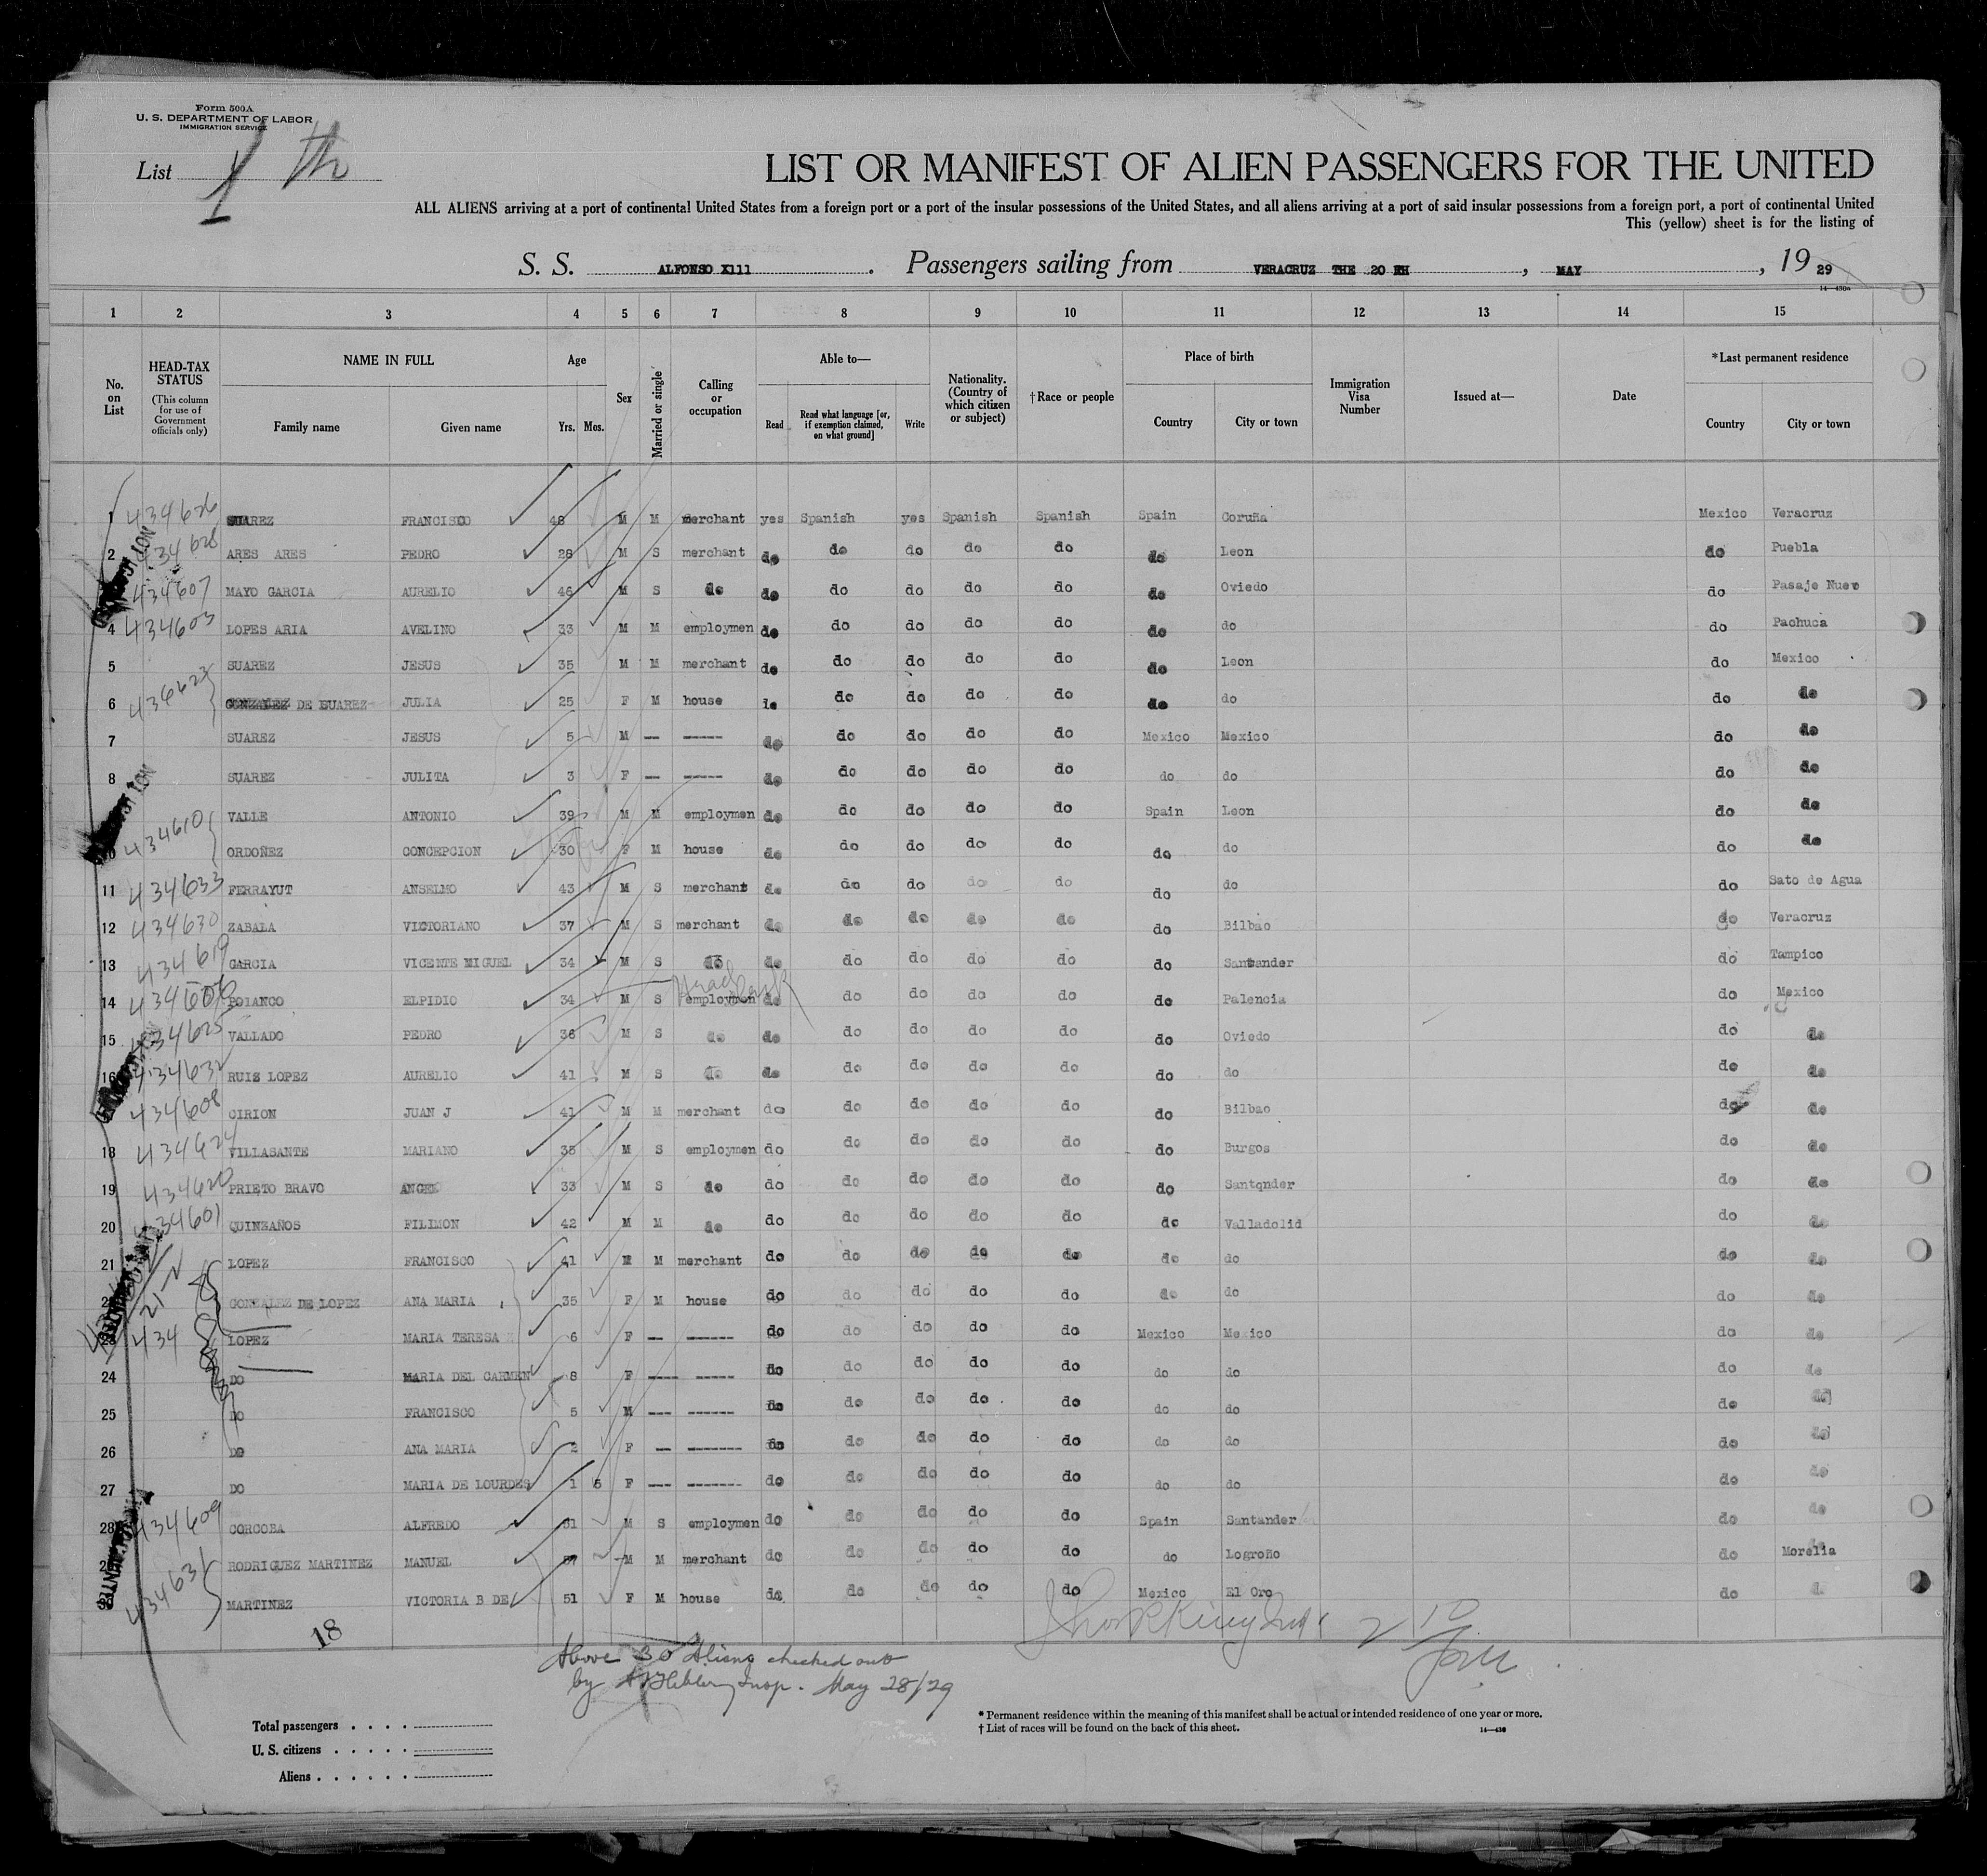 Form 500A
U. S. DEPARTMENT OF LABOR
IMMIGRATION SERVICE
List 1 th
LIST OR MANIFEST OF ALIEN PASSENGERS FOR THE UNITED
ALL ALIENS arriving at a port of continental United States from a foreign port or a port of the insular possessions of the United States, and all aliens arriving at a port of said insular possessions from a foreign port, a port of continental United
This (yellow) sheet is for the listing of
S. S. ALFONSO X111 . Passengers sailing from VERACRUZ THE 20 , MAY , 19 29
14—430a
1 2 3 4 5 6 7 8 9 10 11 12 13 14 15
No. on List
HEAD-TAX STATUS (This column for use of Government officials only)
NAME IN FULL Family name Given name
Age Yrs. Mos.
Sex
Married or single
Calling or occupation
Able to— Read Read what language [or, if exemption claimed, on what ground] Write
Nationality. (Country of which citizen or subject)
†Race or people
Place of birth Country City or town
Immigration Visa Number
Issued at—
Date
*Last permanent residence Country City or town
1 434626 SUAREZ FRANCISCO 48 M M merchant yes Spanish yes Spanish Spanish Spain Coruña Mexico Veracruz
2 434628 ARES ARES PEDRO 28 M S merchant do do do do do do Leon do Puebla
434607 MAYO GARCIA AURELIO 46 M S do do do do do do do Oviedo do Pasaje Nuevo
4 434603 LOPES ARIA AVELINO 33 M M employmen do do do do do do do do Pachuca
5 SUAREZ JESUS 35 M M merchant do do do do do do Leon do Mexico
6 GONZALEZ DE SUAREZ JULIA 25 F M house do do do do do do do do
7 SUAREZ JESUS 5 M — ---- do do do do do Mexico Mexico do do
8 SUAREZ JULITA 3 F — ---- do do do do do do do do do
434610 VALLE ANTONIO 39 M M employmen do do do do do Spain Leon do do
ORDOÑEZ CONCEPCION 30 F M house do do do do do do do do do
11 434633 FERRAYUT ANSELMO 43 M S merchant do do do do do do do do Sato de Agua
12 434630 ZABALA VICTORIANO 37 M S merchant do do do do do do Bilbao do Veracruz
13 434619 GARCIA VICENTE MIGUEL 34 M S do do do do do do do Santander do Tampico
14 POIANCO ELPIDIO 34 M S employmen do do do do do do Palencia do Mexico
15 434625 VALLADO PEDRO 36 M S do do do do do do do Oviedo do do
16 434632 RUIZ LOPEZ AURELIO 41 M S do do do do do do do do do do
434608 CIRION JUAN J 41 M M merchant do do do do do do Bilbao do do
18 434624 VILLASANTE MARIANO 35 M S employmen do do do do do do Burgos do do
19 434620 PRIETO BRAVO ANGEL 33 M S do do do do do do do Santqnder do do
20 434601 QUINZAÑOS FILIMON 42 M M do do do do do do do Valladolid do do
21 LOPEZ FRANCISCO 41 M M merchant do do do do do do do do do
GONZALEZ DE LOPEZ ANA MARIA 35 F M house do do do do do do do do do
434 LOPEZ MARIA TERESA 6 F — ----- do do do do do Mexico Mexico do do
24 DO MARIA DEL CARMEN 8 F --- ----- do do do do do do do do do
25 DO FRANCISCO 5 M --- ------ do do do do do do do do do
26 DO ANA MARIA 2 F — ------- do do do do do do do do do
27 DO MARIA DE LOURDES 1 5 F --- ------- do do do do do do do do do
28 434609 CORCOBA ALFREDO 31 M S employmen do do do do do Spain Santander do do
RODRIGUEZ MARTINEZ MANUEL M M merchant do do do do do do Logroño do Morelia
434631 MARTINEZ VICTORIA B DE 51 F M house do do do do do Mexico El Oro do
18
Above 30 Aliens checked out
by Insp. May 28/29
Total passengers . . . .
U. S. citizens . . . . .
Aliens . . . . . .
* Permanent residence within the meaning of this manifest shall be actual or intended residence of one year or more.
† List of races will be found on the back of this sheet.
14—430